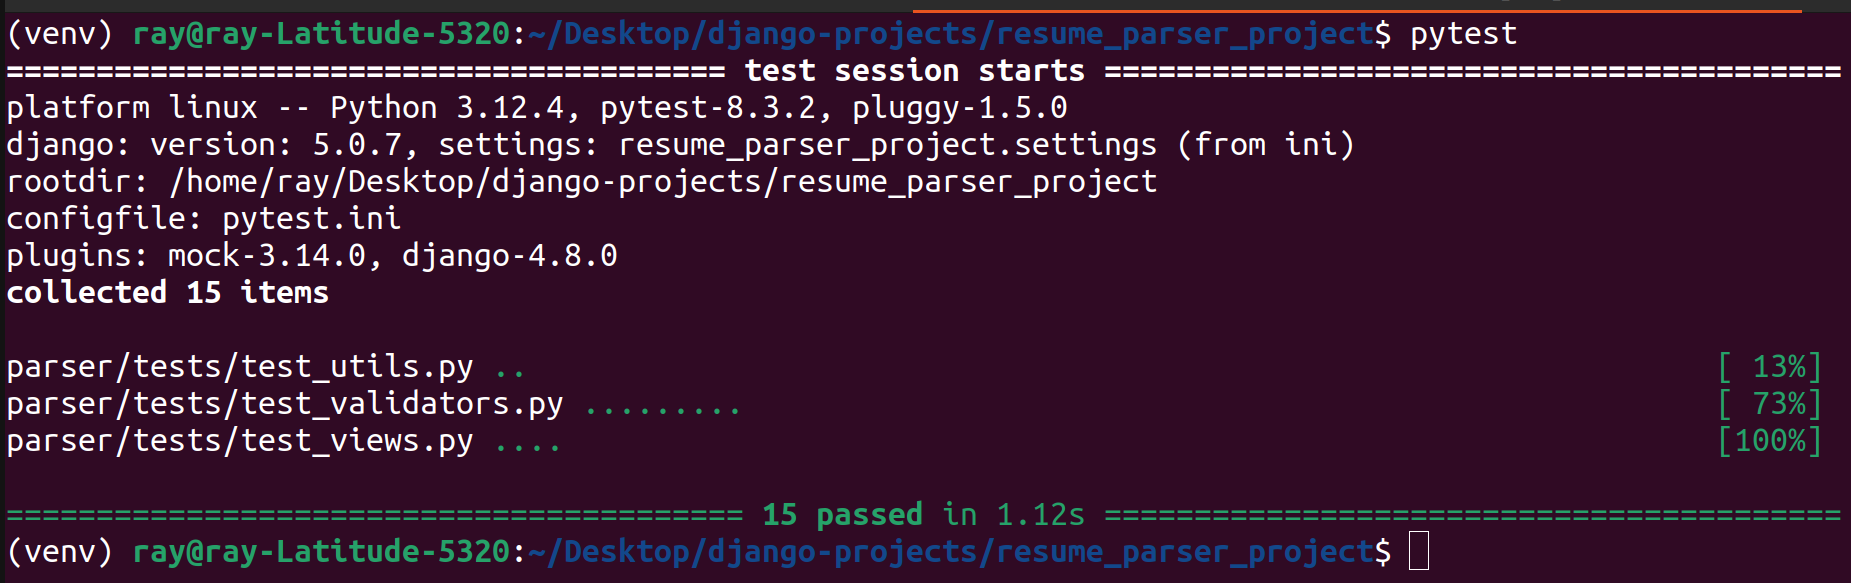 (venv) ray@ray-Latitude-5320:~/Desktop/django-projects/resume_parser_project$ pytest
======================================== test session starts =========================================
platform linux -- Python 3.12.4, pytest-8.3.2, pluggy-1.5.0
django: version: 5.0.7, settings: resume_parser_project.settings (from ini)
rootdir: /home/ray/Desktop/django-projects/resume_parser_project
configfile: pytest.ini
plugins: mock-3.14.0, django-4.8.0
collected 15 items
parser/tests/test_utils.py .. [ 13%]
parser/tests/test_validators.py ......... [ 73%]
parser/tests/test_views.py .... [100%]
========================================= 15 passed in 1.12s =========================================
(venv) ray@ray-Latitude-5320:~/Desktop/django-projects/resume_parser_project$